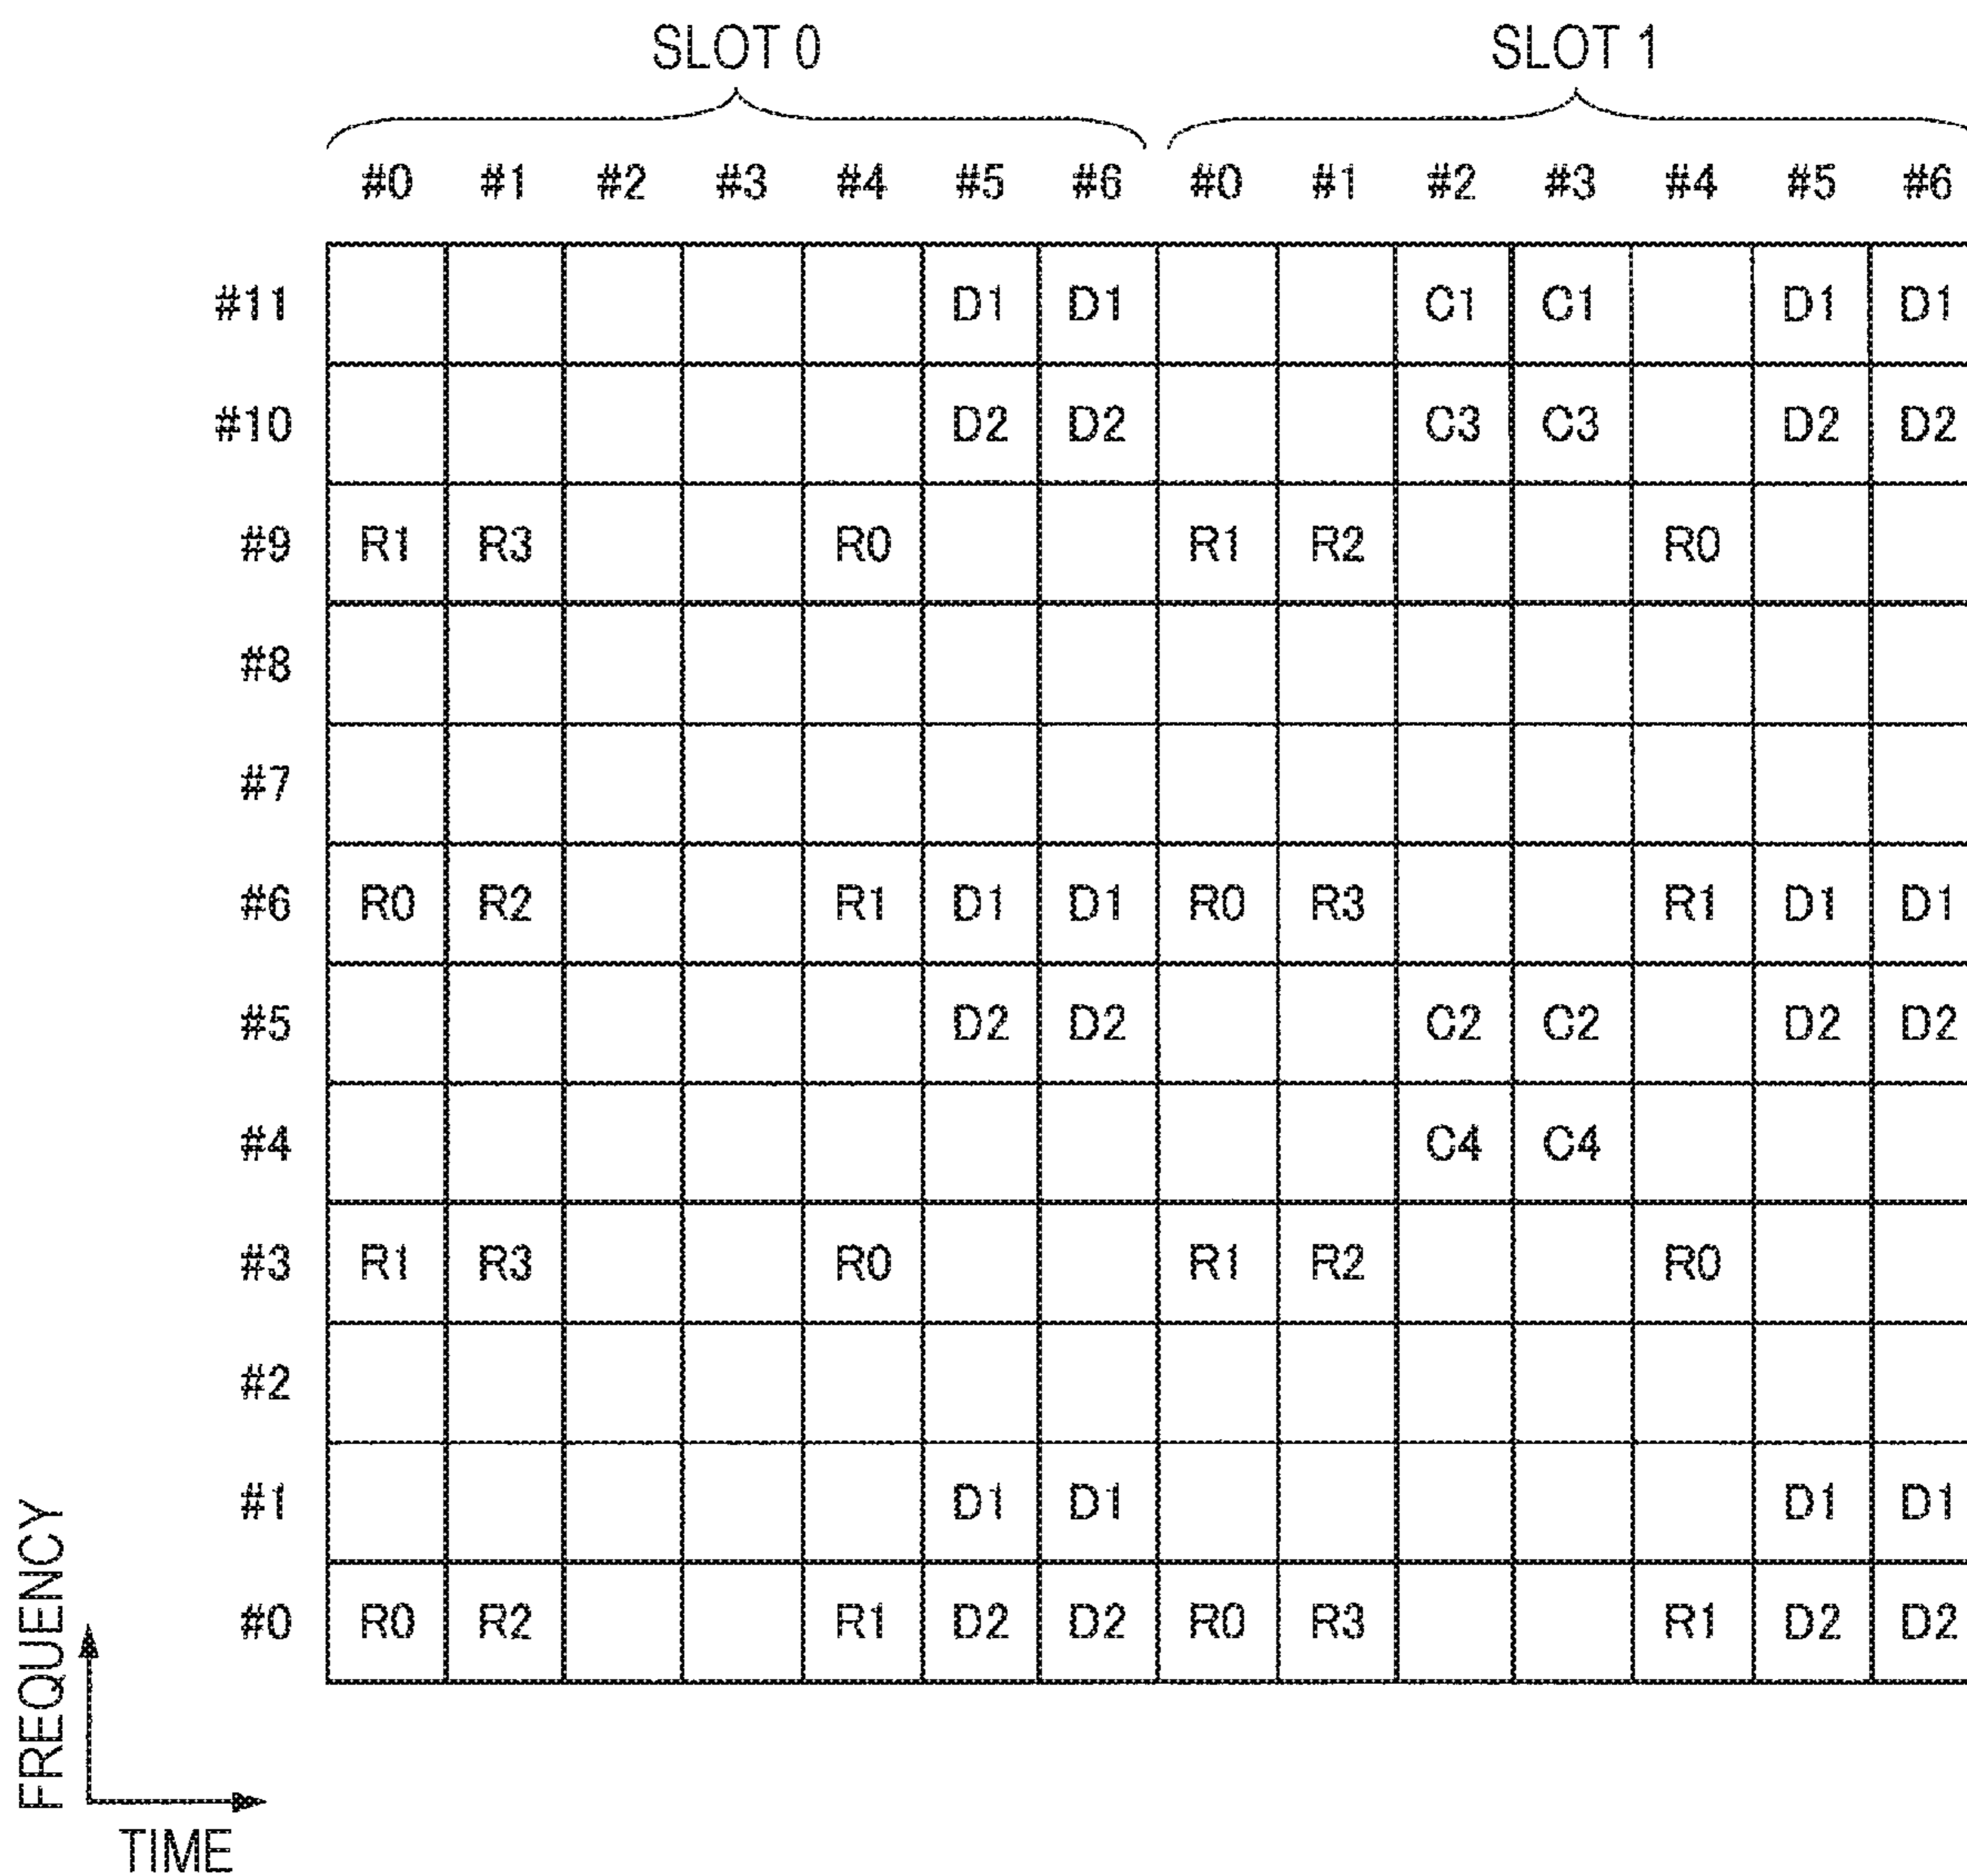 SLOT 0 SLOT 1
#0 #1 #2 #3 #4 #5 #6 #0 #1 #2 #3 #4 #5 #6
#11 D1 D1 C1 C1 D1 D1
#10 D2 D2 C3 C3 D2 D2
#9 R1 R3 R0 R1 R2 R0
#8
#7
#6 R0 R2 R1 D1 D1 R0 R3 R1 D1 D1
#5 D2 D2 C2 C2 D2 D2
#4 C4 C4
#3 R1 R3 R0 R1 R2 R0
#2
#1 D1 D1 D1 D1
#0 R0 R2 R1 D2 D2 R0 R3 R1 D2 D2
FREQUENCY
TIME